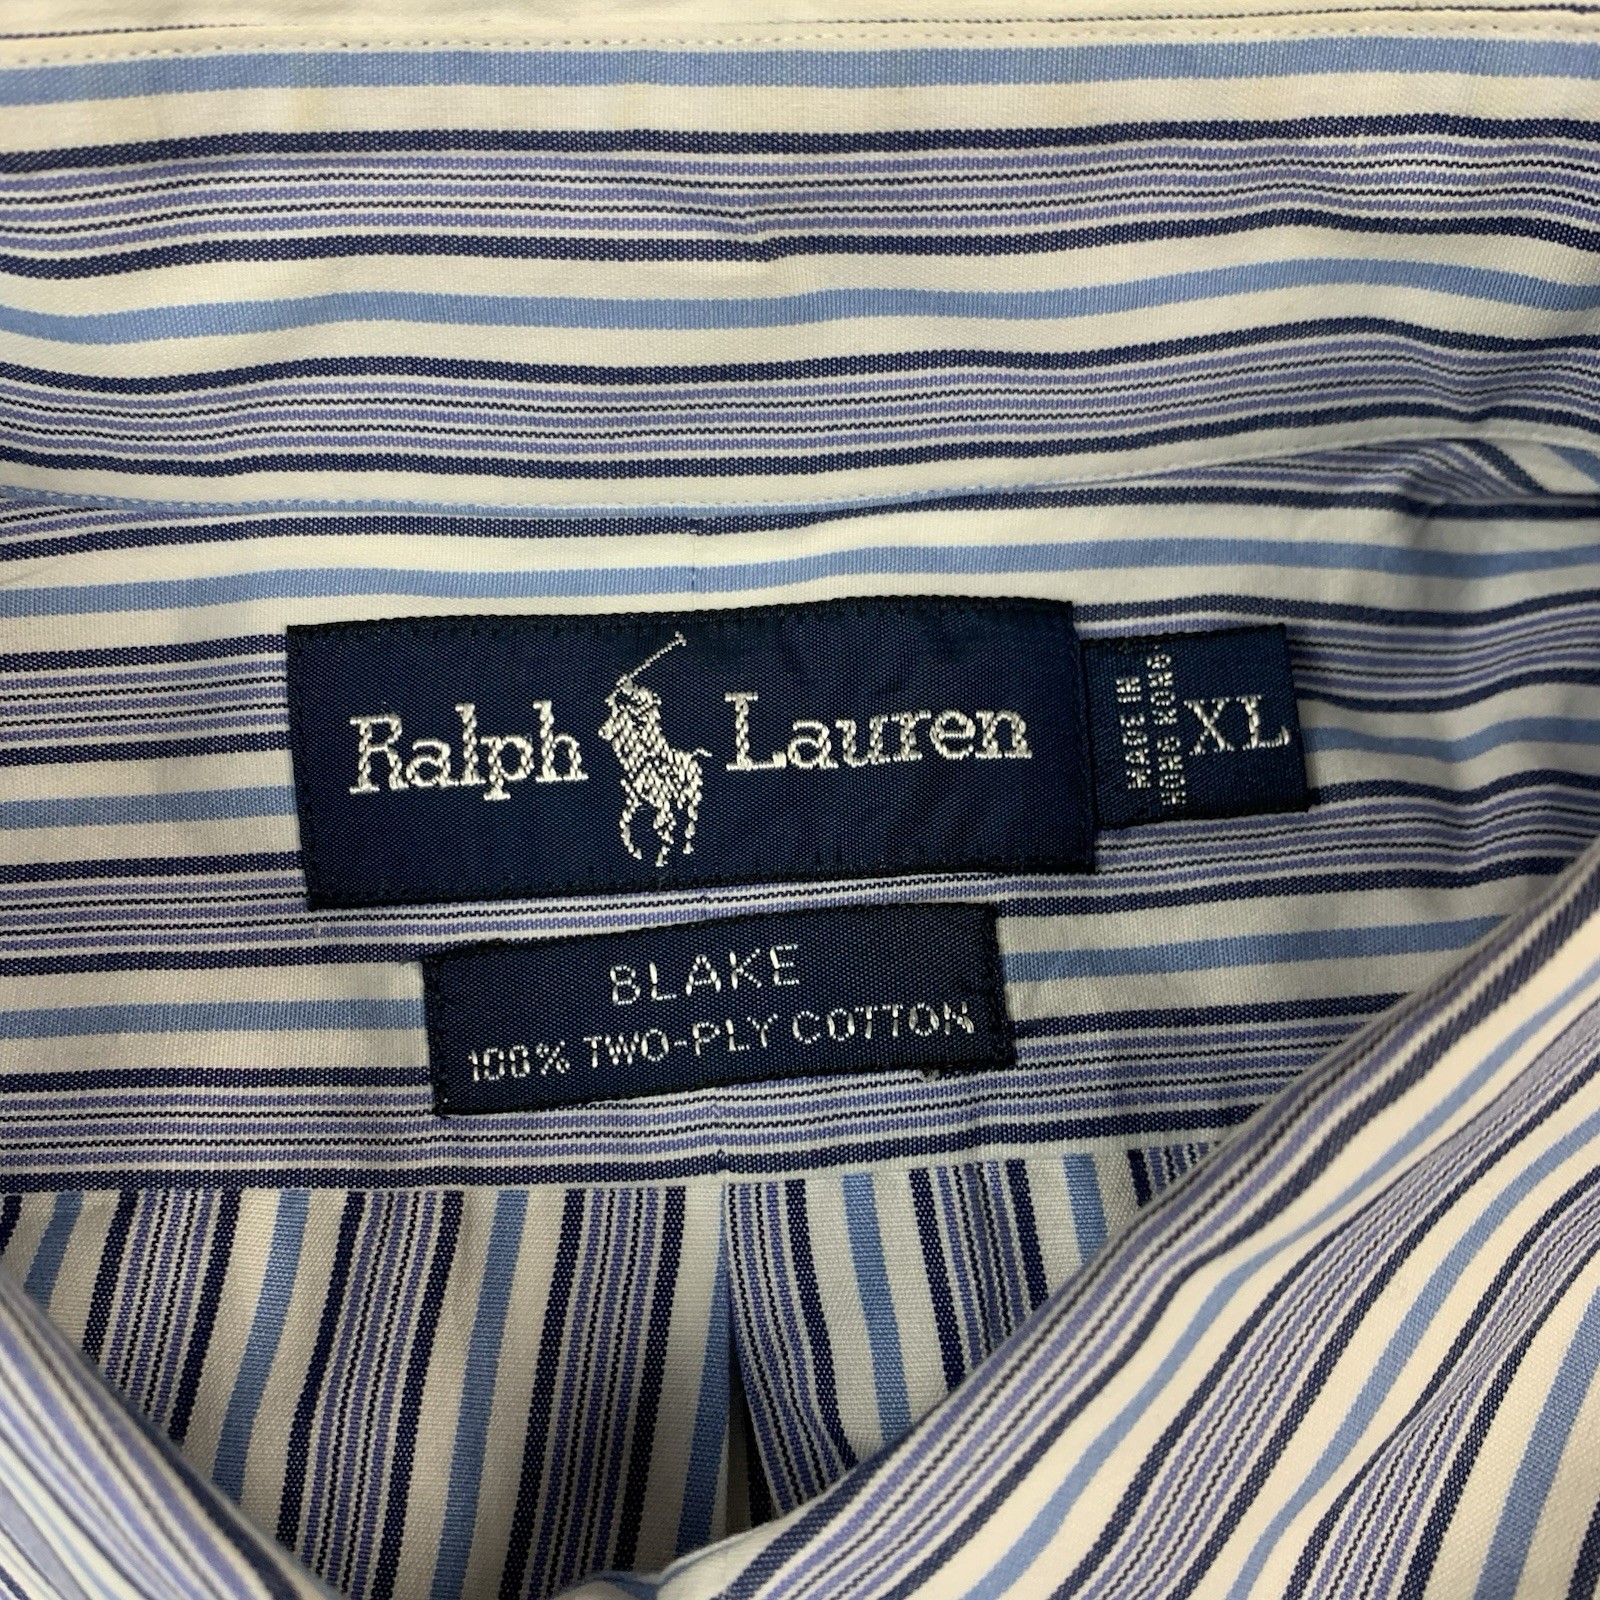 Ralph Lauren
MADE IN
HONG KONG
XL
BLAKE
100% TWO-PLY COTTON